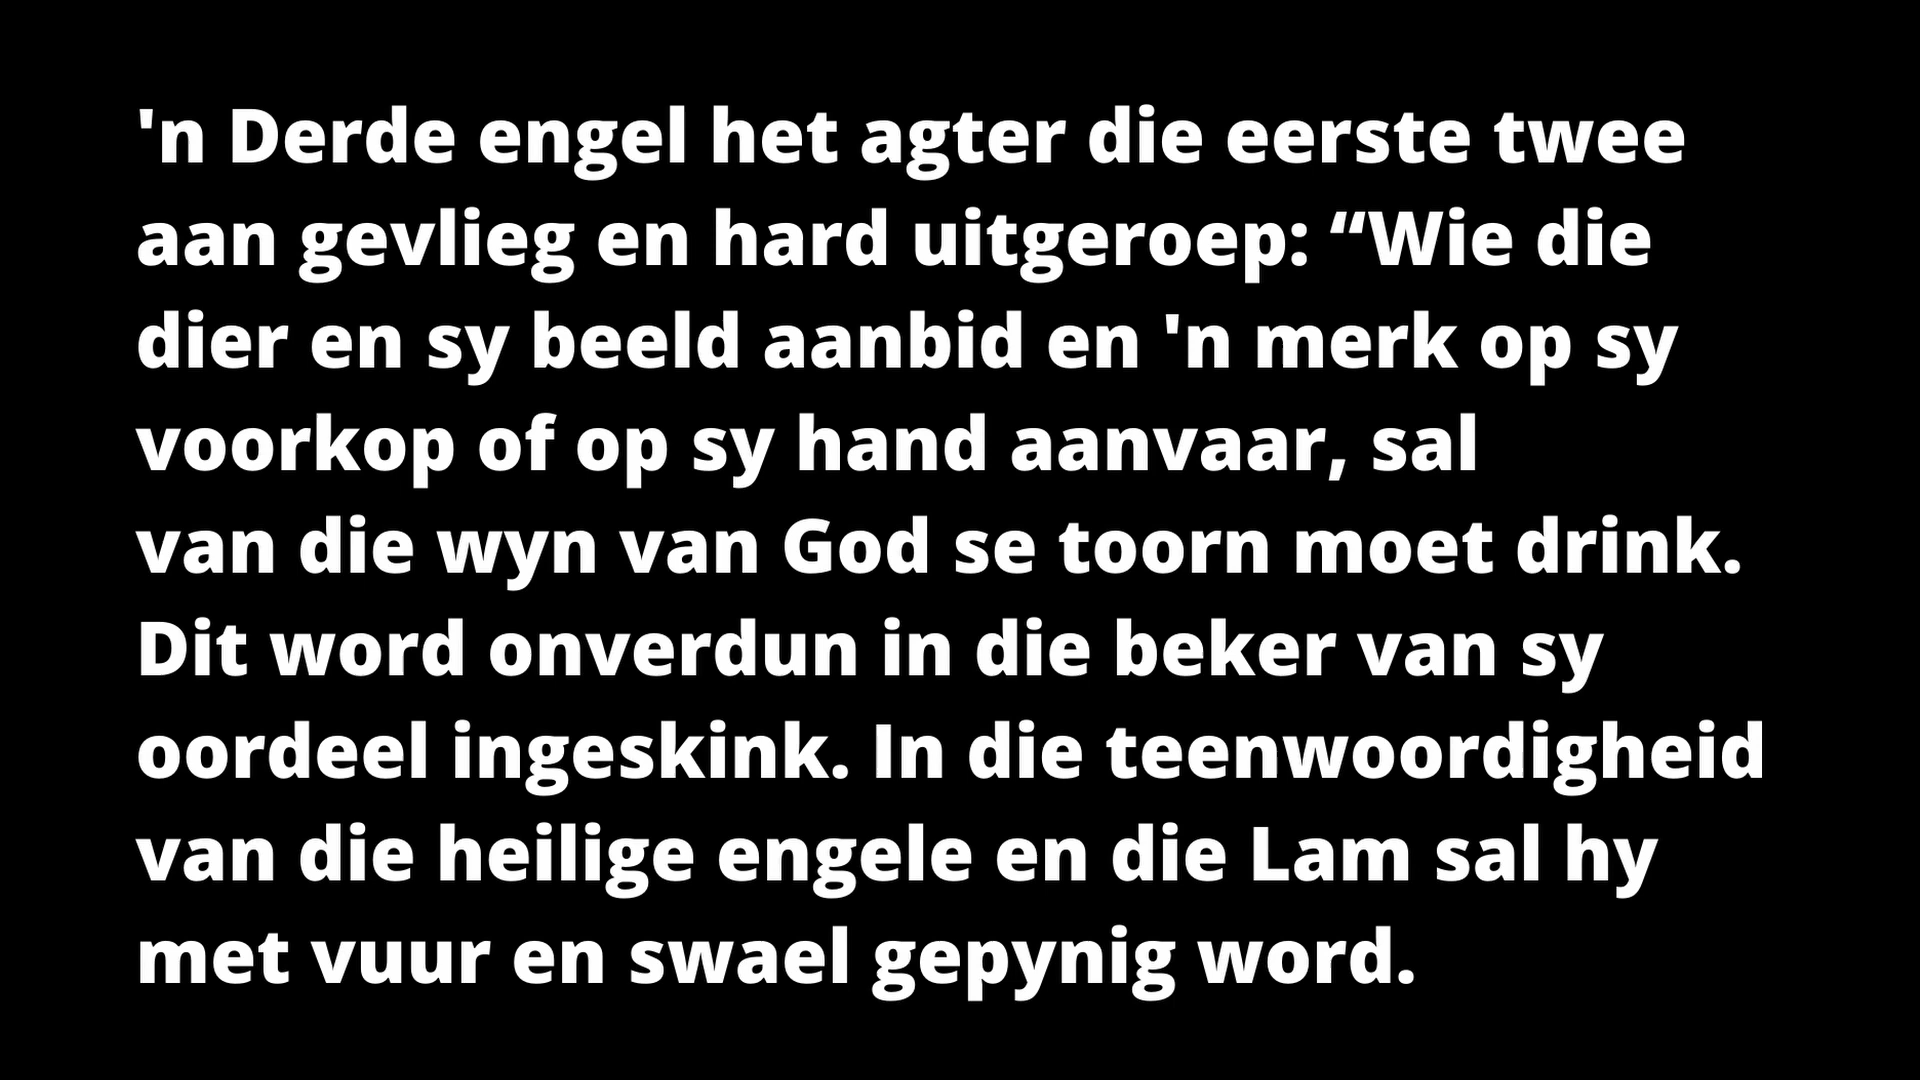 'n Derde engel het agter die eerste twee
aan gevlieg en hard uitgeroep: “Wie die
dier en sy beeld aanbid en 'n merk op sy
voorkop of op sy hand aanvaar, sal
van die wyn van God se toorn moet drink.
Dit word onverdun in die beker van sy
oordeel ingeskink. In die teenwoordigheid
van die heilige engele en die Lam sal hy
met vuur en swael gepynig word.